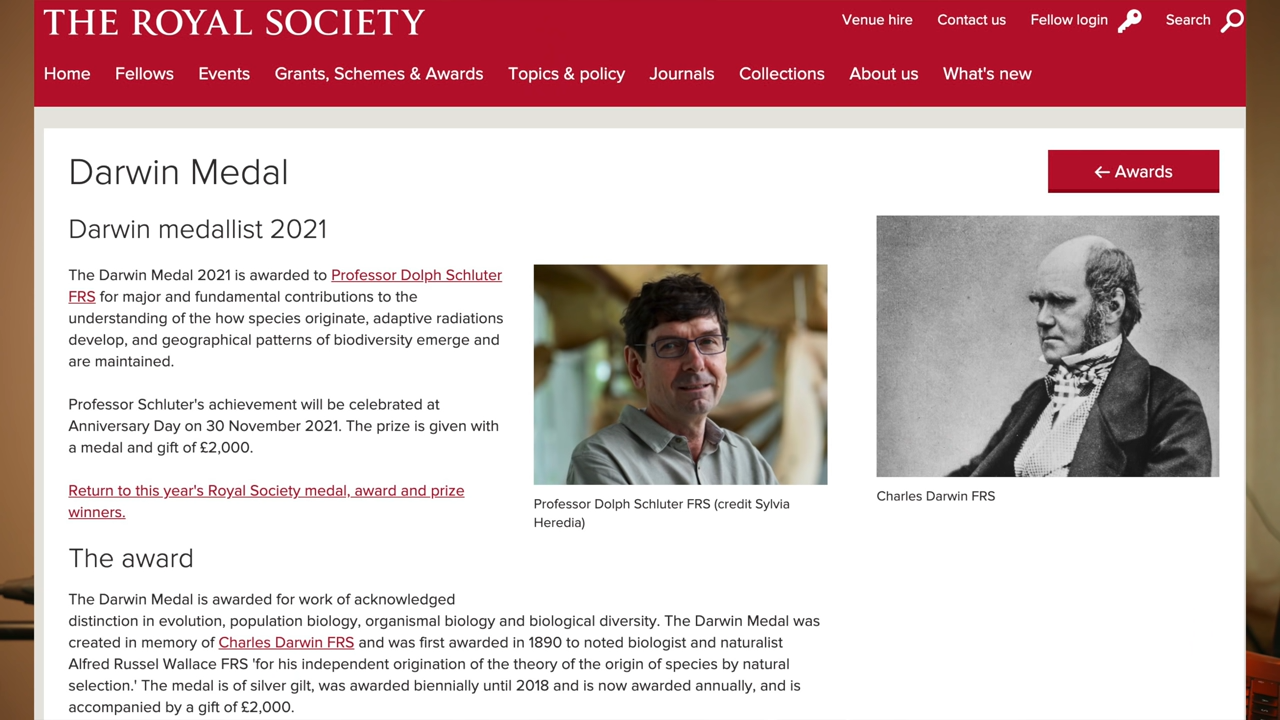 THE ROYAL SOCIETY
Venue hire Contact us Fellow login Search
Home Fellows Events Grants, Schemes & Awards Topics & policy Journals Collections About us What's new
Darwin Medal
← Awards
Darwin medallist 2021
The Darwin Medal 2021 is awarded to Professor Dolph Schluter
FRS for major and fundamental contributions to the
understanding of the how species originate, adaptive radiations
develop, and geographical patterns of biodiversity emerge and
are maintained.
Professor Schluter's achievement will be celebrated at
Anniversary Day on 30 November 2021. The prize is given with
a medal and gift of £2,000.
Return to this year's Royal Society medal, award and prize
winners.
Professor Dolph Schluter FRS (credit Sylvia
Heredia)
Charles Darwin FRS
The award
The Darwin Medal is awarded for work of acknowledged
distinction in evolution, population biology, organismal biology and biological diversity. The Darwin Medal was
created in memory of Charles Darwin FRS and was first awarded in 1890 to noted biologist and naturalist
Alfred Russel Wallace FRS 'for his independent origination of the theory of the origin of species by natural
selection.' The medal is of silver gilt, was awarded biennially until 2018 and is now awarded annually, and is
accompanied by a gift of £2,000.